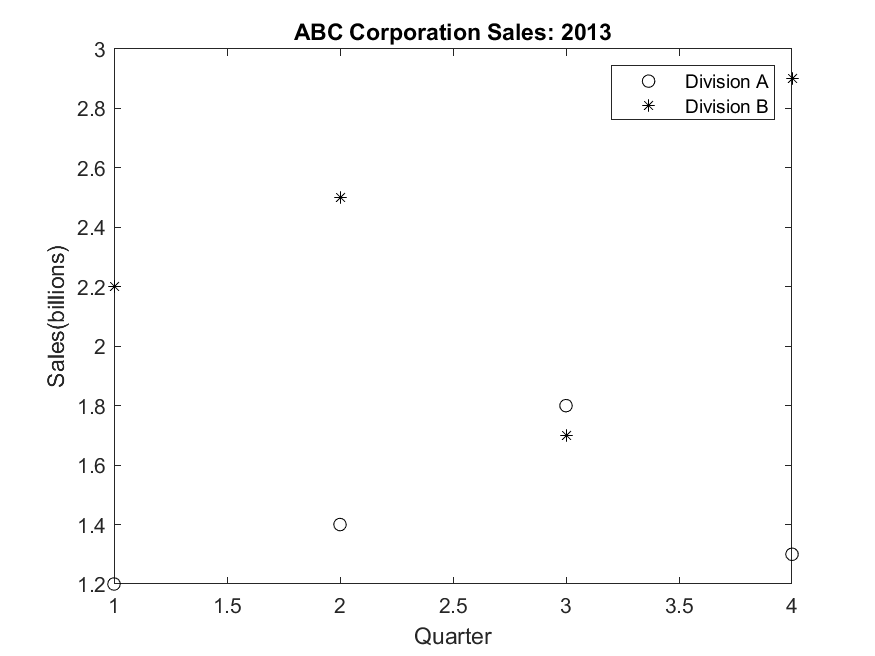 ABC Corporation Sales: 2013
Division A
Division B
3
2.8
2.6
2.4
2.2
2
1.8
1.6
1.4
1.2
Sales(billions)
1 1.5 2 2.5 3 3.5 4
Quarter